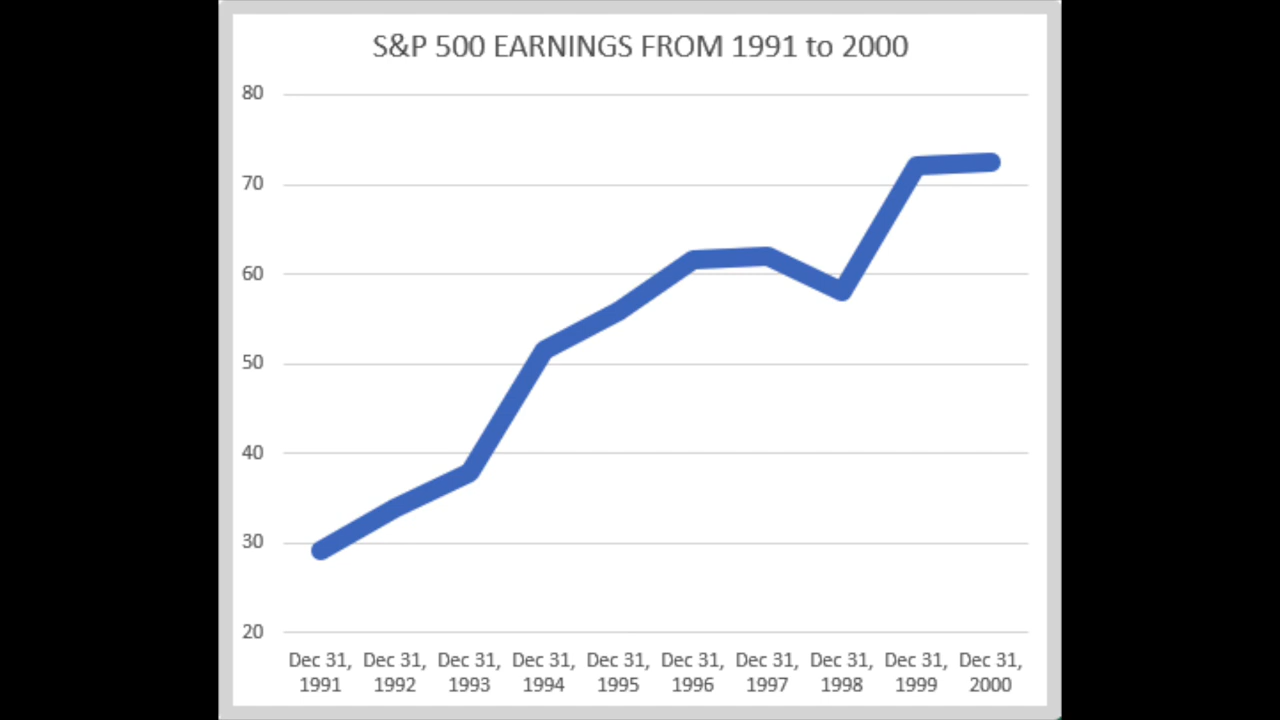 S&P 500 EARNINGS FROM 1991 to 2000
80
70
60
50
40
30
20
Dec 31, Dec 31, Dec 31, Dec 31, Dec 31, Dec 31, Dec 31, Dec 31, Dec 31, Dec 31,
1991 1992 1993 1994 1995 1996 1997 1998 1999 2000